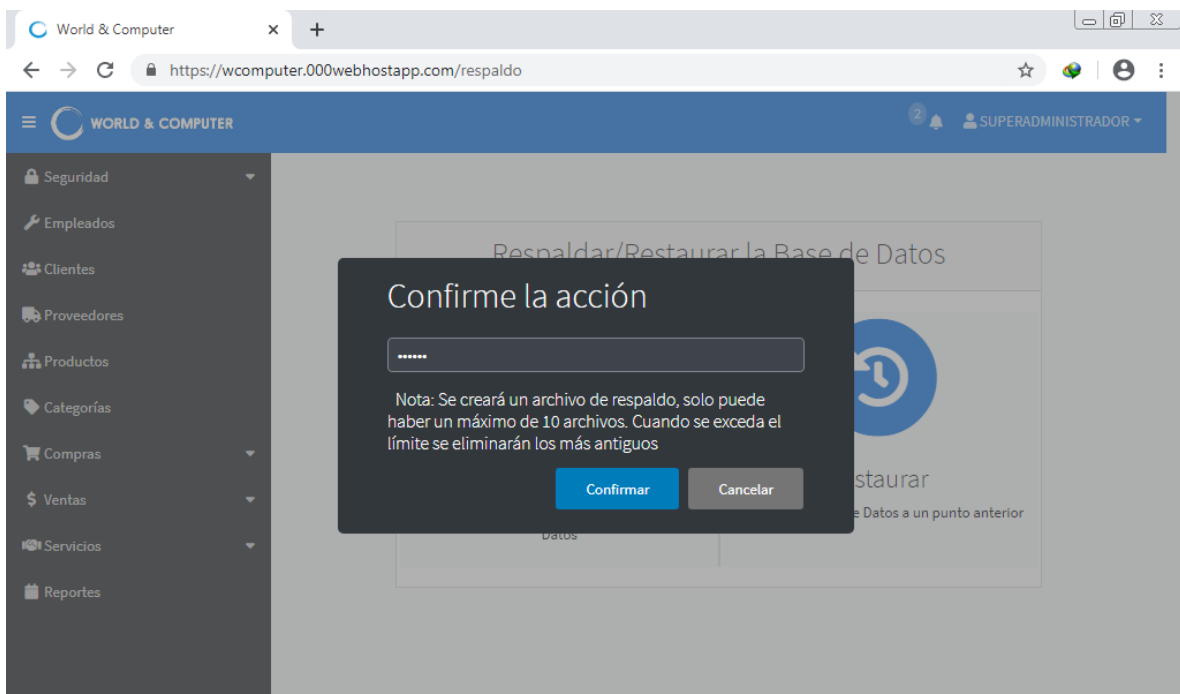 World & Computer
https://wcomputer.000webhostapp.com/respaldo
WORLD & COMPUTER
2
SUPERADMINISTRADOR
Seguridad
Empleados
Clientes
Proveedores
Productos
Categorías
Compras
$ Ventas
Servicios
Reportes
Respaldar/Restaurar la Base de Datos
Confirme la acción
••••••
Nota: Se creará un archivo de respaldo, solo puede
haber un máximo de 10 archivos. Cuando se exceda el
límite se eliminarán los más antiguos
Confirmar
Cancelar
Datos
staurar
e Datos a un punto anterior